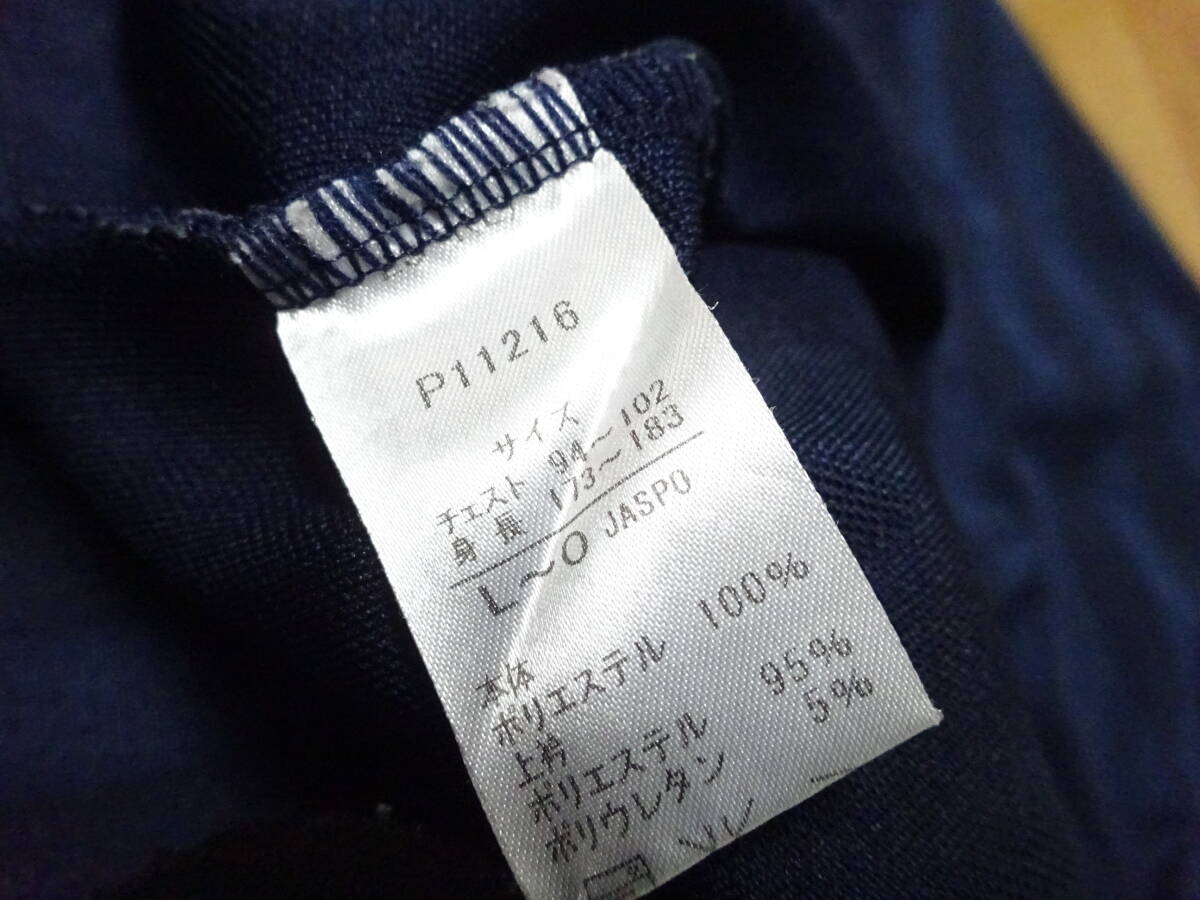 P11216
サイズ
チェスト 94～102
身長 173～183
L～O JASPO
本体
ポリエステル 100%
上衿
ポリエステル 95%
ポリウレタン 5%